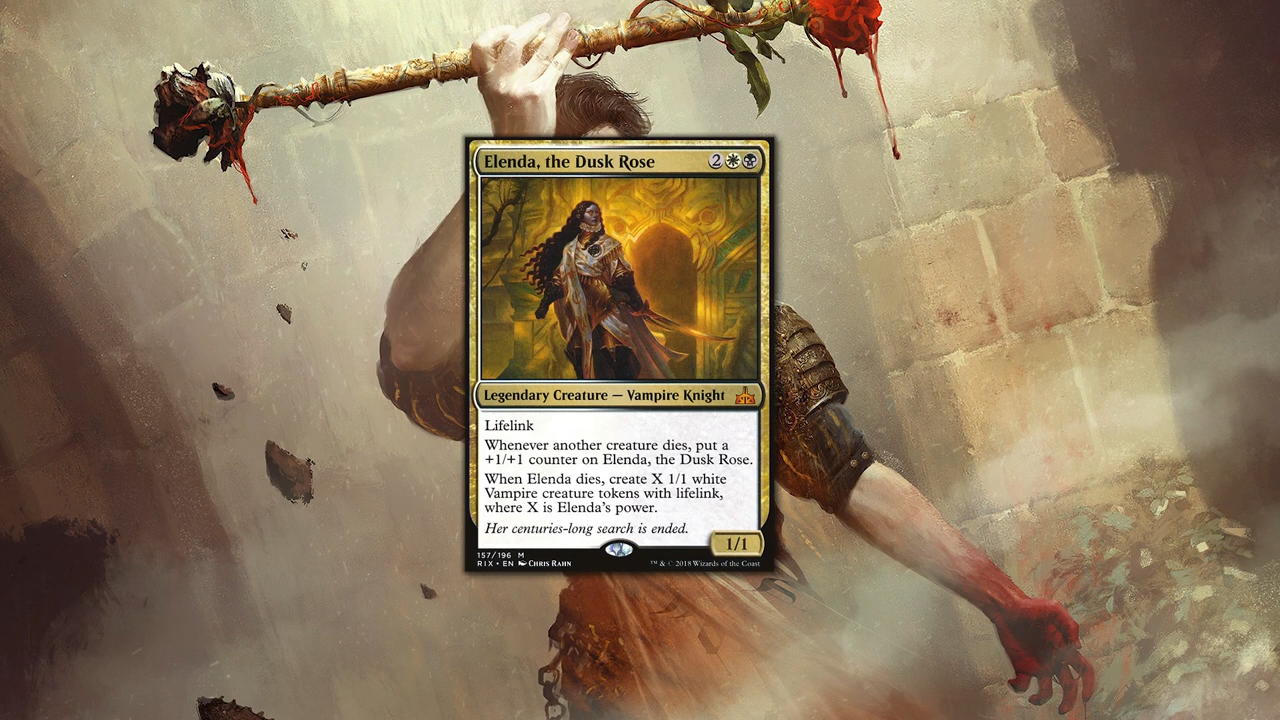 Elenda, the Dusk Rose 2
Legendary Creature — Vampire Knight
Lifelink
Whenever another creature dies, put a
+1/+1 counter on Elenda, the Dusk Rose.
When Elenda dies, create X 1/1 white
Vampire creature tokens with lifelink,
where X is Elenda's power.
Her centuries-long search is ended.
1/1
157/196 M
RIX • EN Chris Rahn
™ & © 2018 Wizards of the Coast